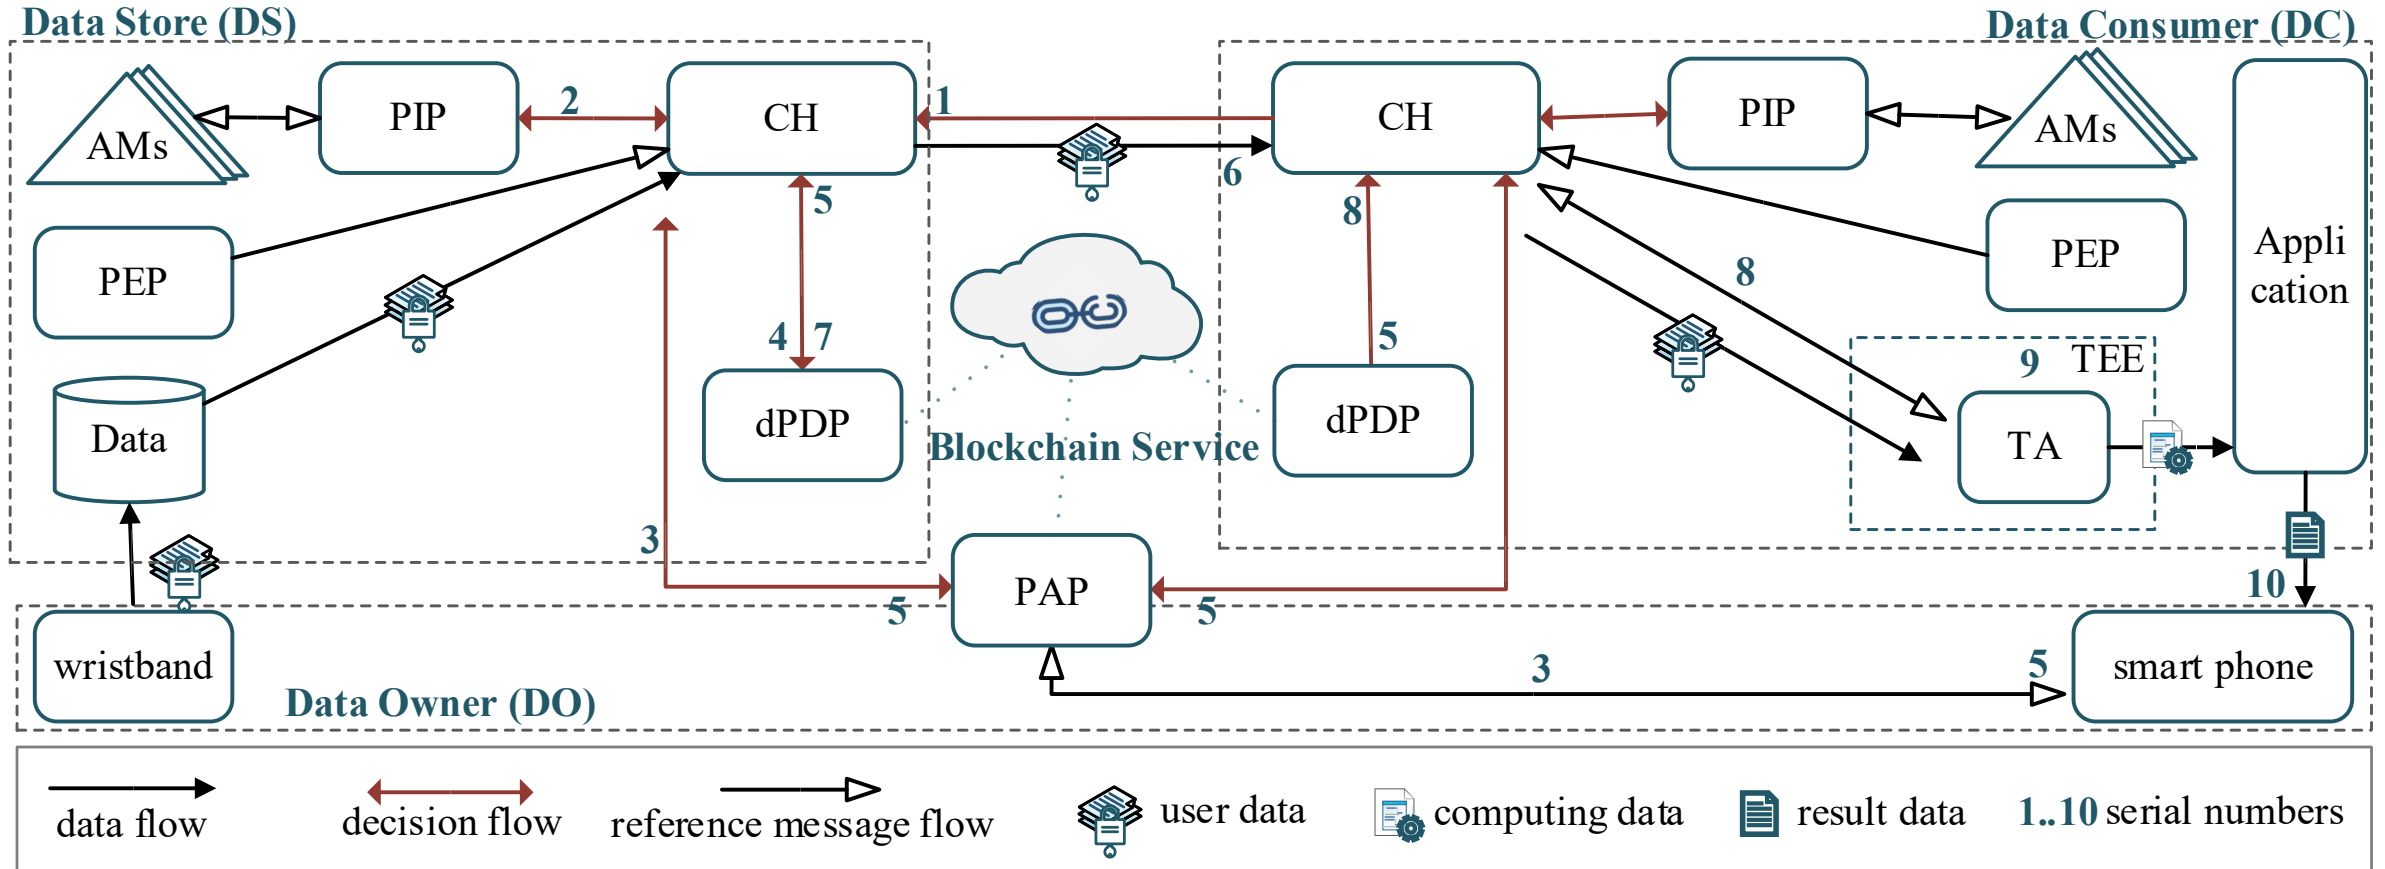 Data Store (DS)
Data Consumer (DC)
AMs
PIP
2
CH
1
6
CH
PIP
AMs
PEP
5
4 7
dPDP
8
5
dPDP
8
PEP
Appli
cation
Data
Blockchain Service
9
TEE
TA
3
5
PAP
5
10
wristband
Data Owner (DO)
3
5
smart phone
data flow
decision flow
reference message flow
user data
computing data
result data
1..10 serial numbers